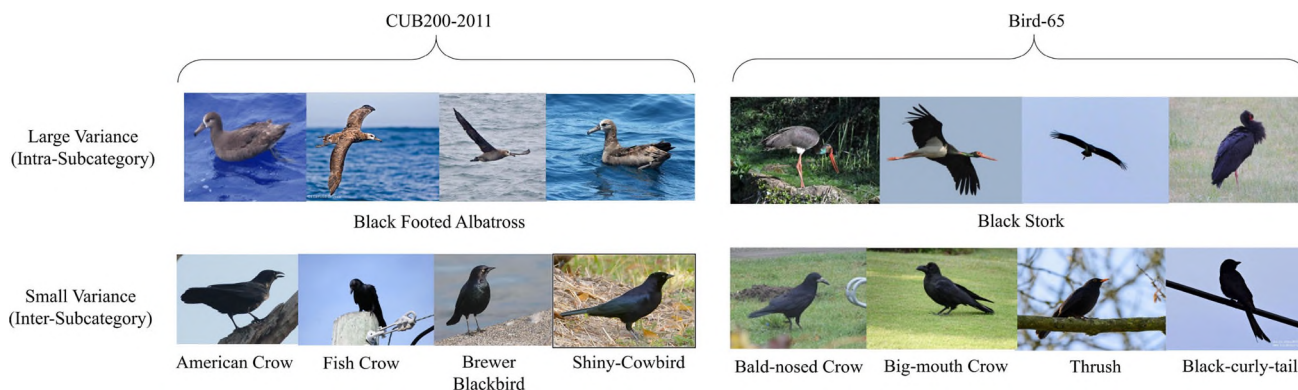 CUB200-2011
Bird-65
Large Variance
(Intra-Subcategory)
Black Footed Albatross
Black Stork
Small Variance
(Inter-Subcategory)
American Crow
Fish Crow
Brewer
Blackbird
Shiny-Cowbird
Bald-nosed Crow
Big-mouth Crow
Thrush
Black-curly-tail